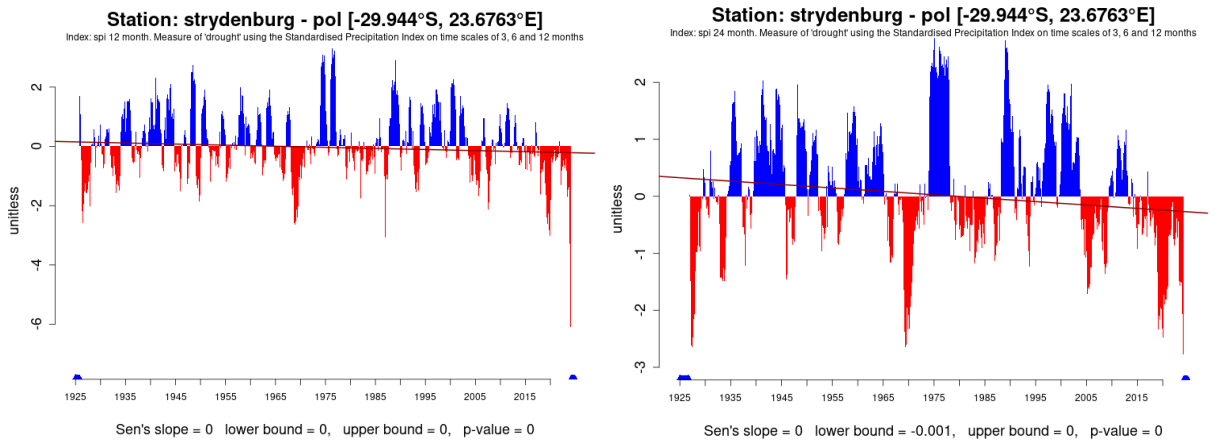 Station: strydenburg - pol [-29.944°S, 23.6763°E]
Index: spi 12 month. Measure of 'drought' using the Standardised Precipitation Index on time scales of 3, 6 and 12 months
unitless
2
0
-2
-4
-6
1925 1935 1945 1955 1965 1975 1985 1995 2005 2015
Sen's slope = 0 lower bound = 0, upper bound = 0, p-value = 0
Station: strydenburg - pol [-29.944°S, 23.6763°E]
Index: spi 24 month. Measure of 'drought' using the Standardised Precipitation Index on time scales of 3, 6 and 12 months
unitless
2
1
0
-1
-2
-3
1925 1935 1945 1955 1965 1975 1985 1995 2005 2015
Sen's slope = 0 lower bound = -0.001, upper bound = 0, p-value = 0